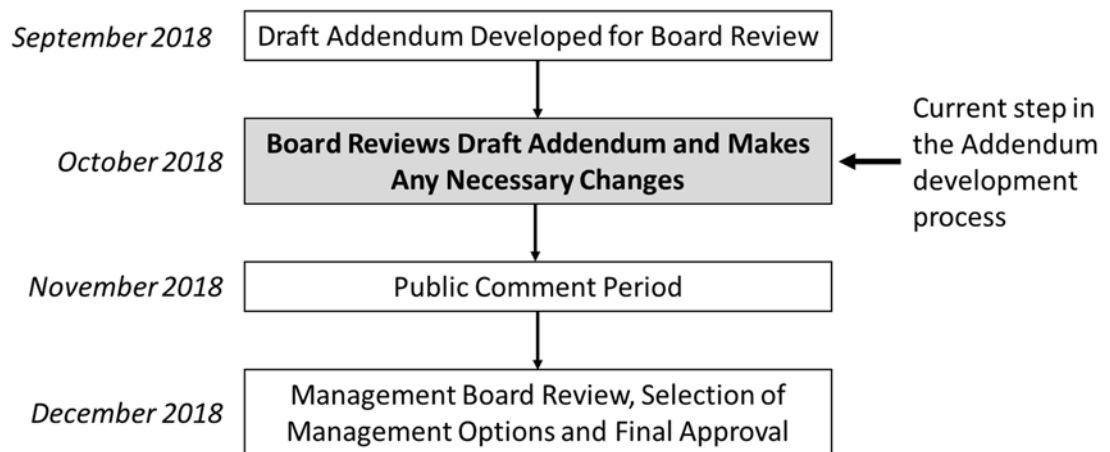 September 2018
Draft Addendum Developed for Board Review
October 2018
Board Reviews Draft Addendum and Makes
Any Necessary Changes
Current step in
the Addendum
development
process
November 2018
Public Comment Period
December 2018
Management Board Review, Selection of
Management Options and Final Approval